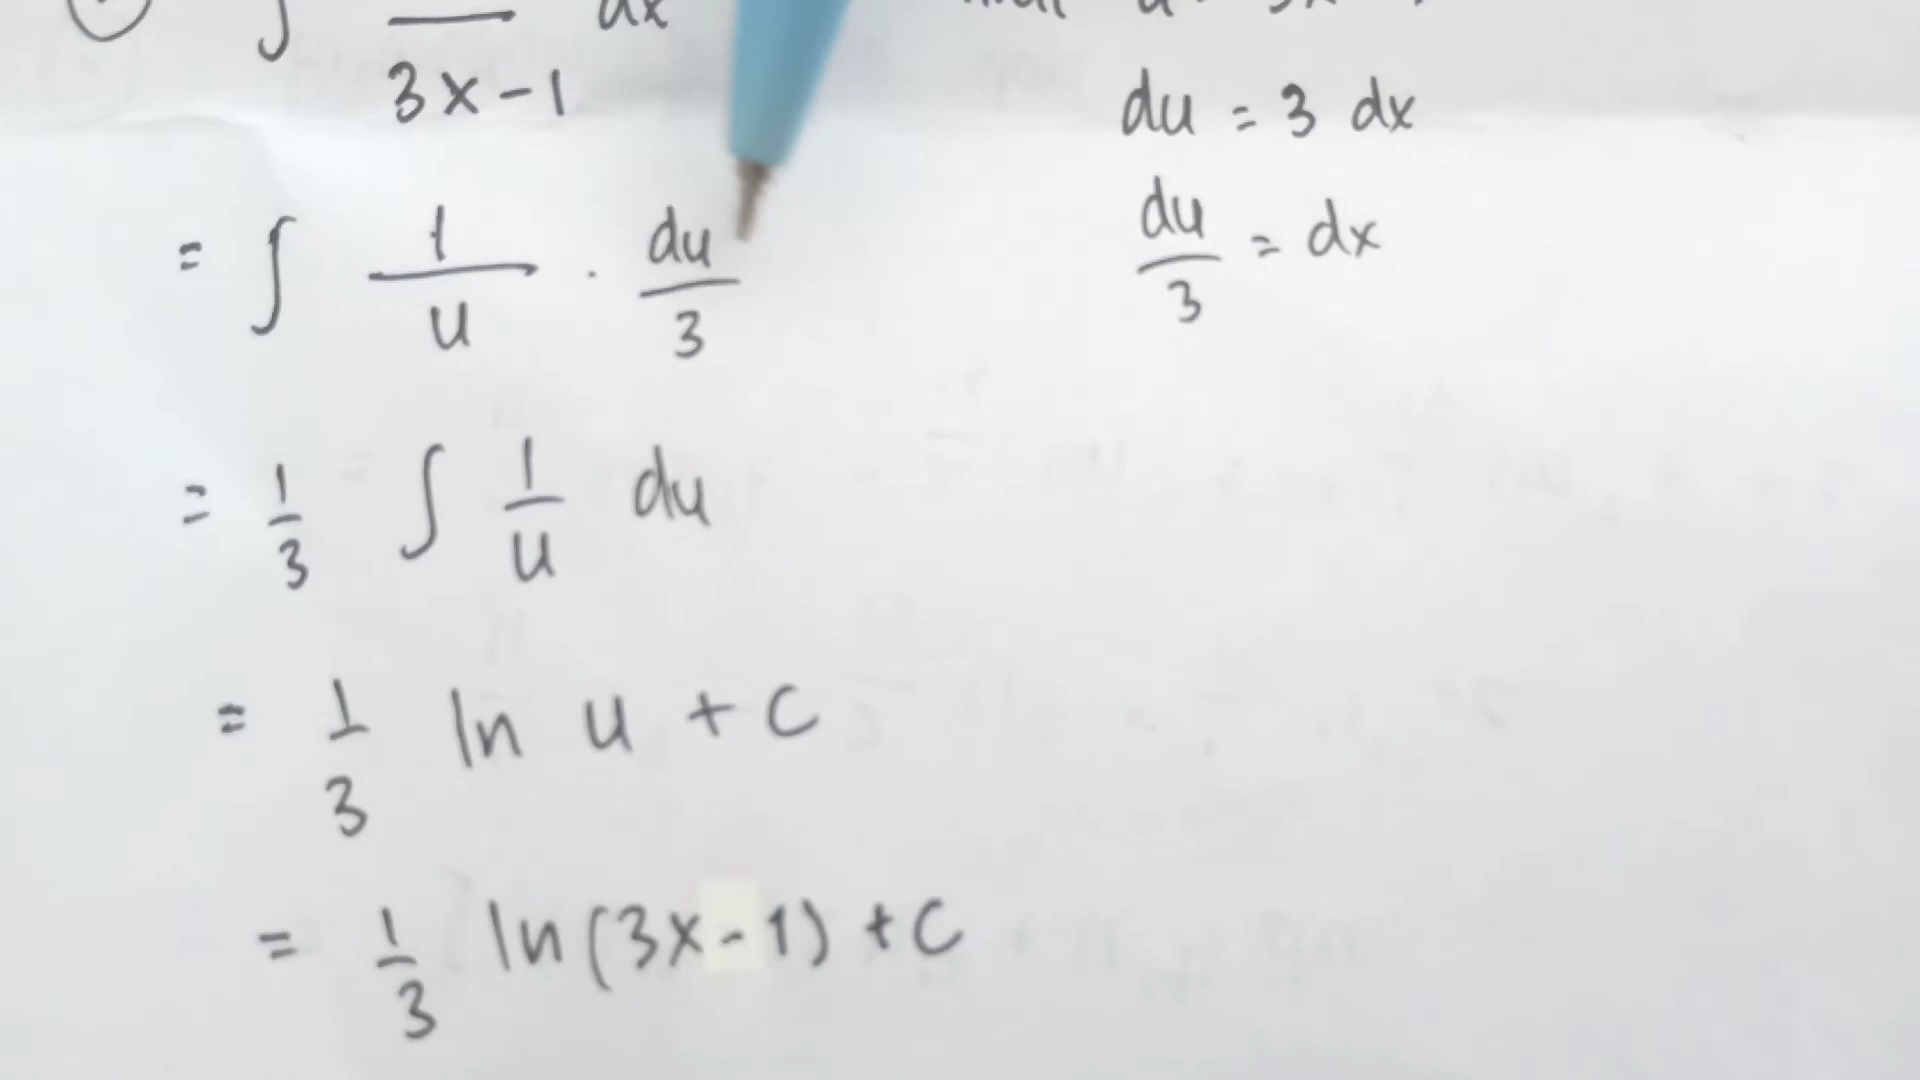 ∫ — dx
3x-1
du = 3 dx
du/3 = dx
= ∫ 1/u · du/3
= 1/3 ∫ 1/u du
= 1/3 ln u + c
= 1/3 ln(3x-1) + c